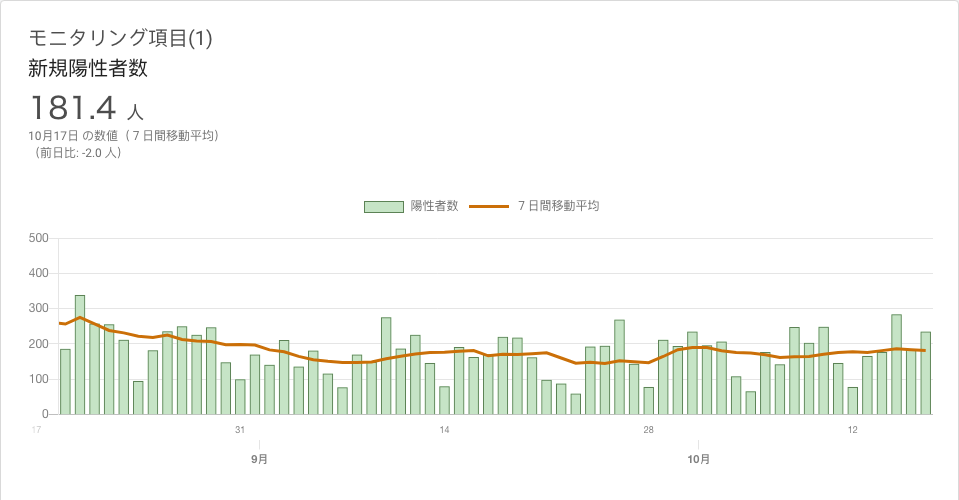 モニタリング項目(1)
新規陽性者数
181.4 人
10月17日 の数値（７日間移動平均）
（前日比: -2.0 人）
陽性者数 ７日間移動平均
500
400
300
200
100
0
17 31 14 28 12
9月 10月